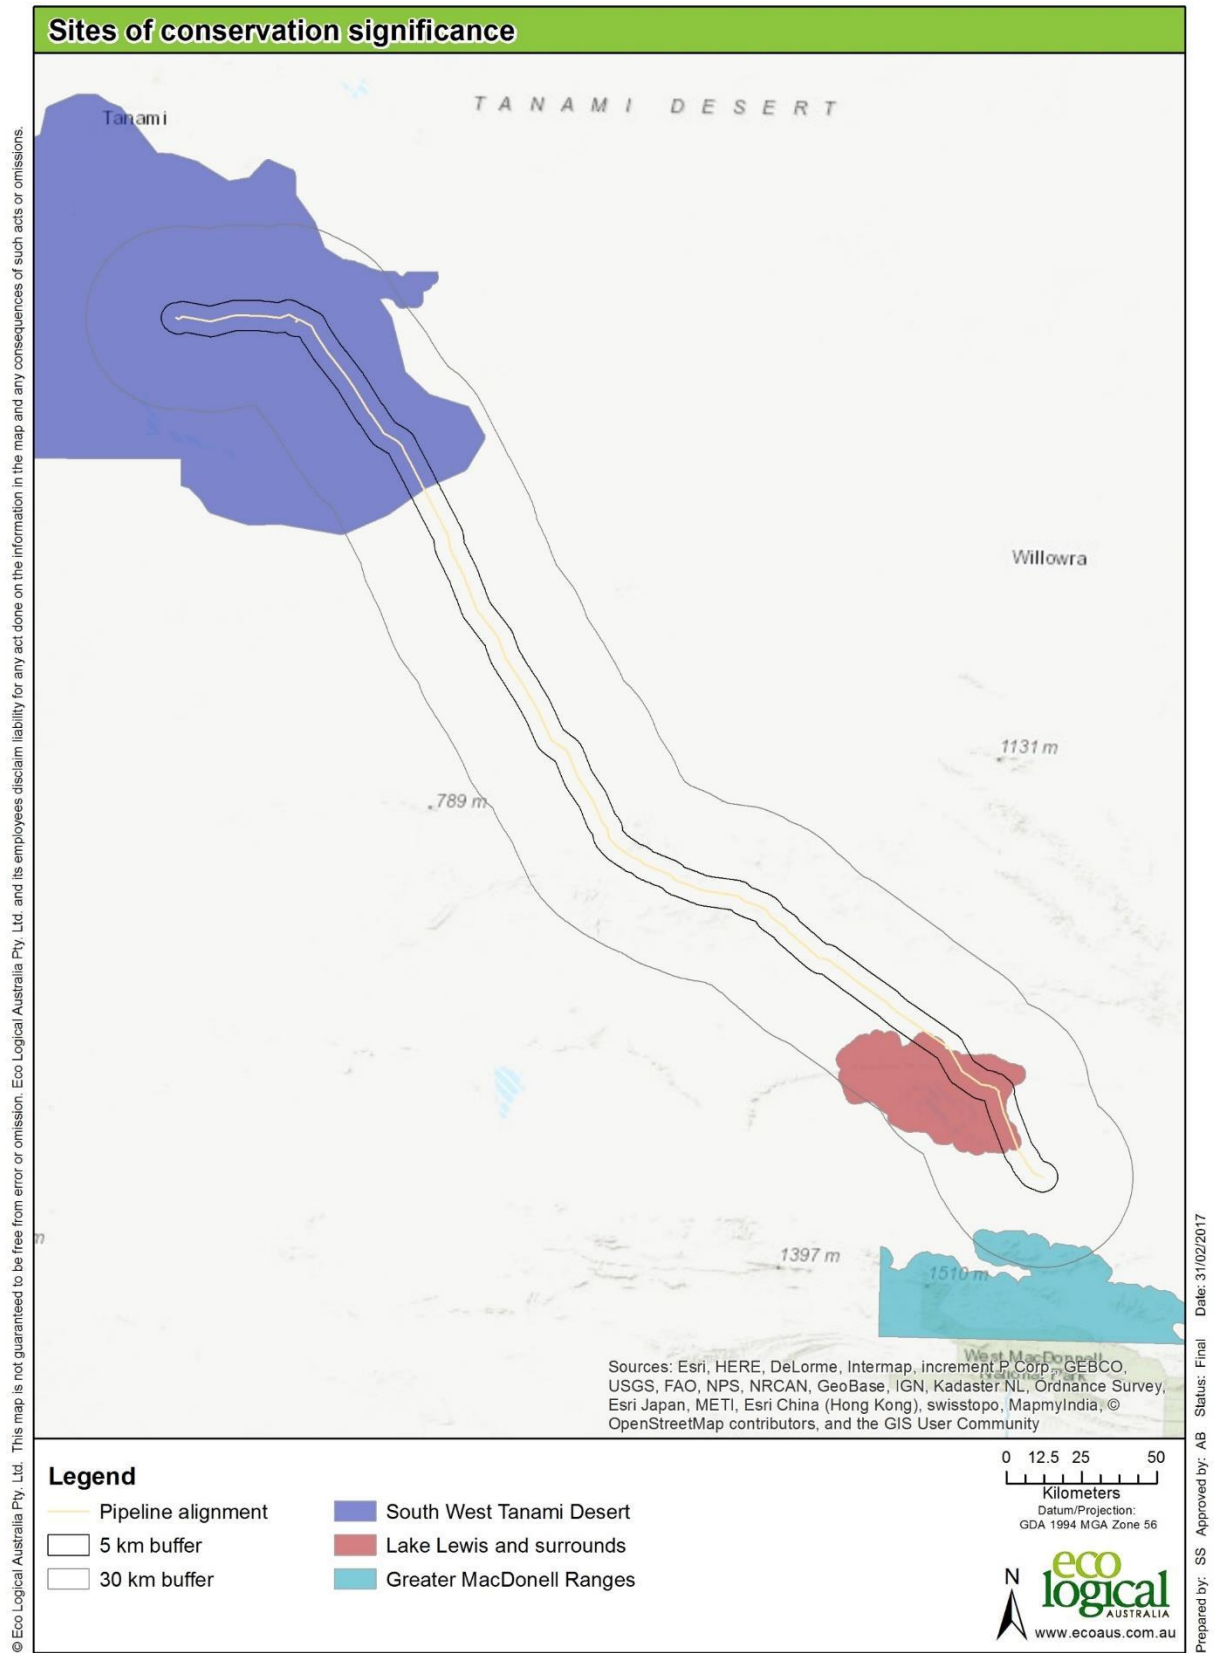 Sites of conservation significance
Tanami
TANAMI DESERT
Willowra
1131 m
789 m
m
1397 m
1510 m
West MacDonnell
National Park
Sources: Esri, HERE, DeLorme, Intermap, increment P Corp., GEBCO,
USGS, FAO, NPS, NRCAN, GeoBase, IGN, Kadaster NL, Ordnance Survey,
Esri Japan, METI, Esri China (Hong Kong), swisstopo, MapmyIndia, ©
OpenStreetMap contributors, and the GIS User Community
Legend
Pipeline alignment
5 km buffer
30 km buffer
South West Tanami Desert
Lake Lewis and surrounds
Greater MacDonell Ranges
0 12.5 25 50
Kilometers
Datum/Projection:
GDA 1994 MGA Zone 56
N
eco
logical
AUSTRALIA
www.ecoaus.com.au
© Eco Logical Australia Pty. Ltd. This map is not guaranteed to be free from error or omission. Eco Logical Australia Pty. Ltd. and its employees disclaim liability for any act done on the information in the map and any consequences of such acts or omissions.
Prepared by: SS Approved by: AB Status: Final Date: 31/02/2017